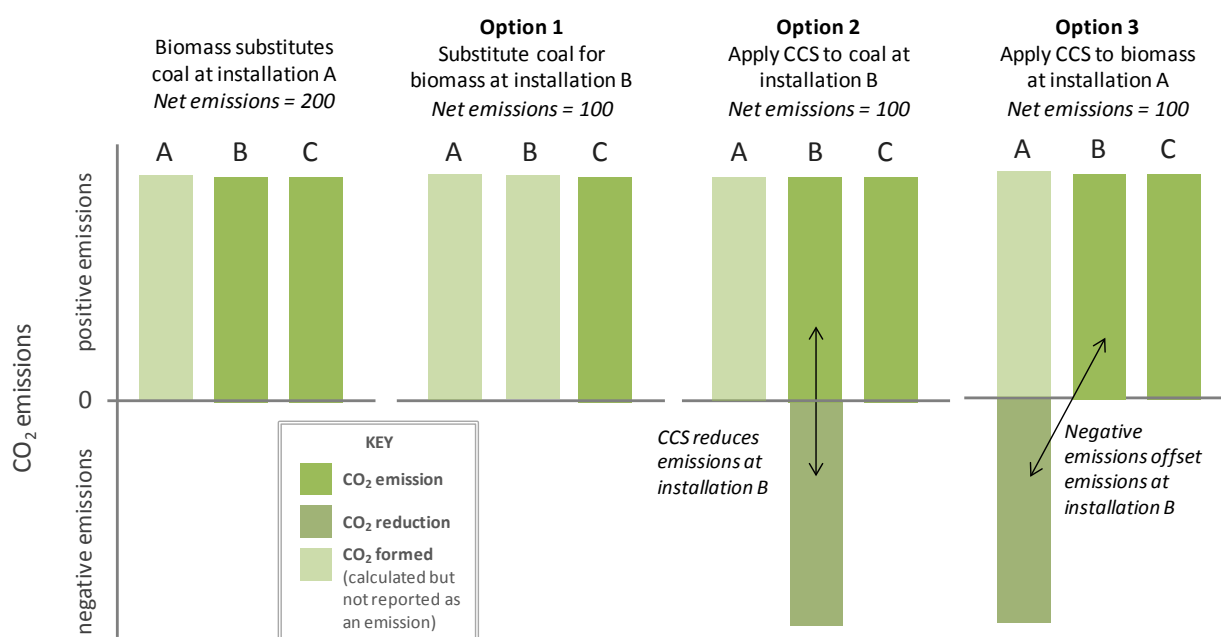 Biomass substitutes
coal at installation A
Net emissions = 200
Option 1
Substitute coal for
biomass at installation B
Net emissions = 100
Option 2
Apply CCS to coal at
installation B
Net emissions = 100
Option 3
Apply CCS to biomass
at installation A
Net emissions = 100
A B C
A B C
A B C
A B C
CO₂ emissions
positive emissions
0
negative emissions
KEY
CO₂ emission
CO₂ reduction
CO₂ formed
(calculated but
not reported as
an emission)
CCS reduces
emissions at
installation B
Negative
emissions offset
emissions at
installation B